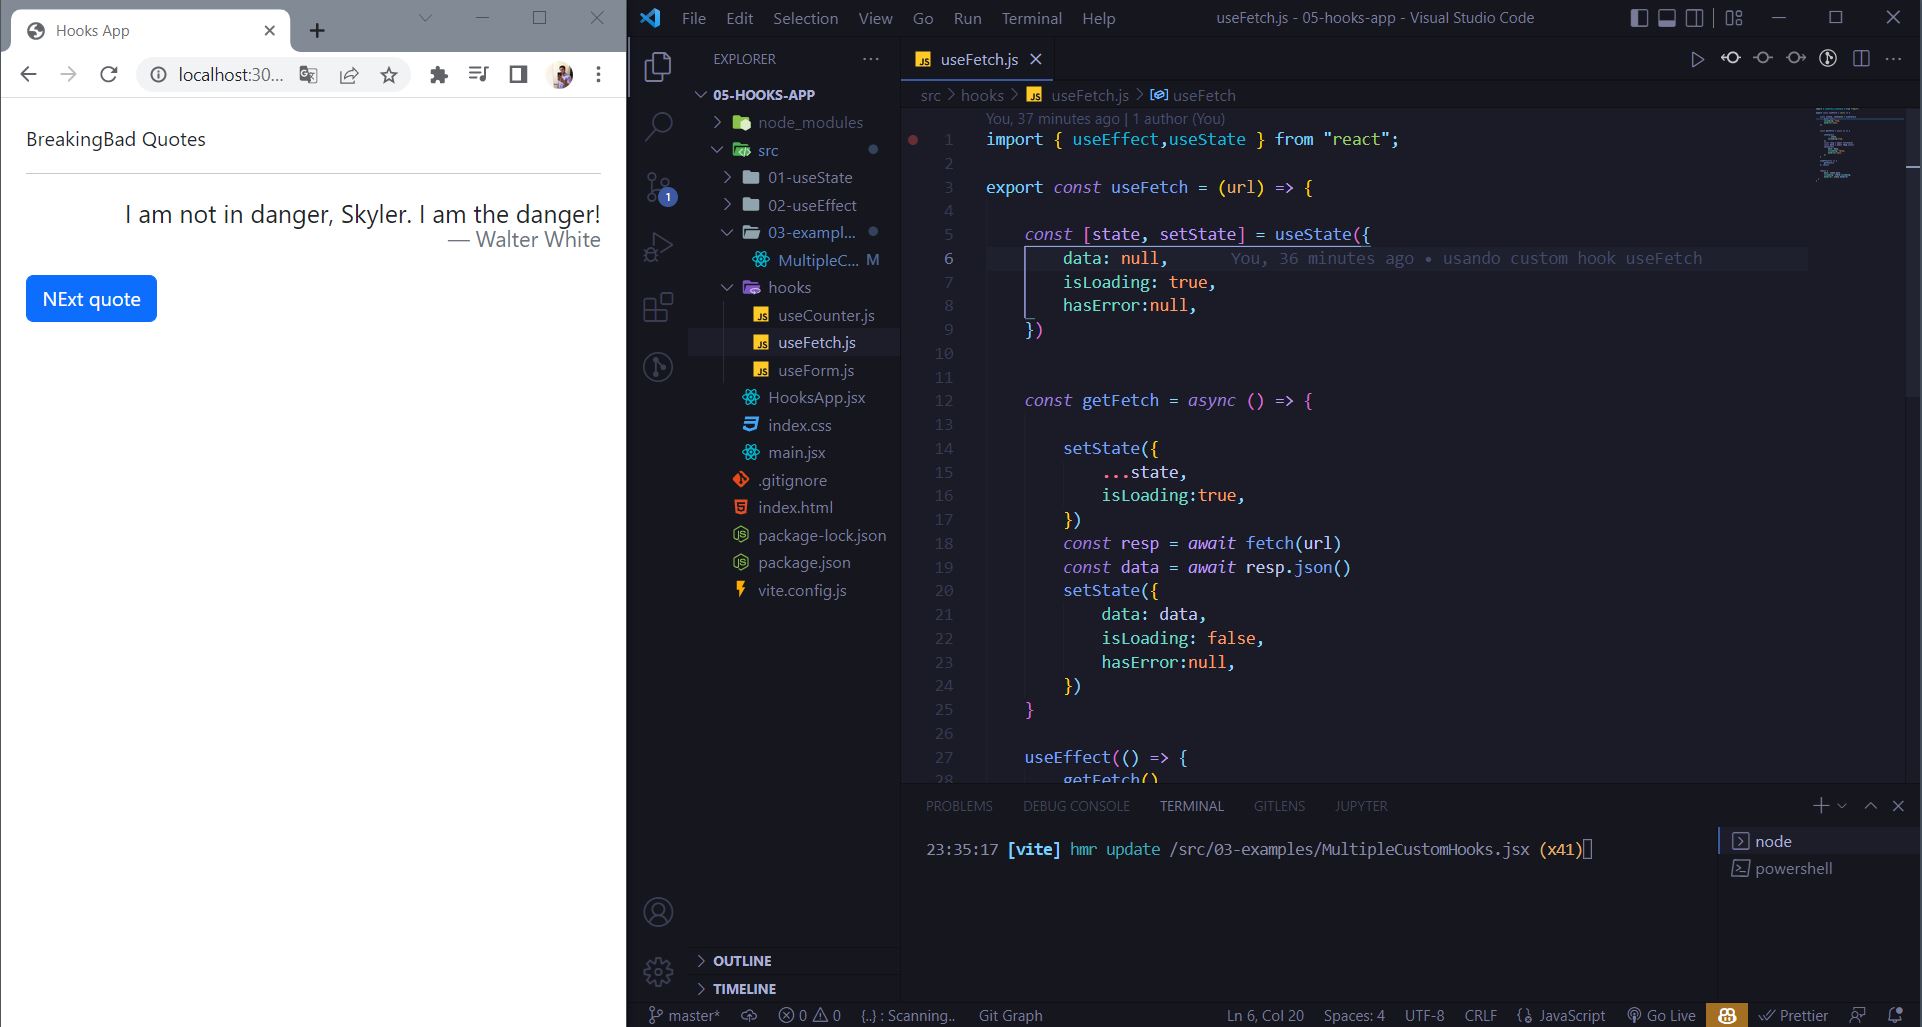 Hooks App
localhost:30...
BreakingBad Quotes
I am not in danger, Skyler. I am the danger!
— Walter White
NExt quote
File Edit Selection View Go Run Terminal Help
useFetch.js - 05-hooks-app - Visual Studio Code
EXPLORER
05-HOOKS-APP
node_modules
src
01-useState
02-useEffect
03-exampl...
MultipleC... M
hooks
useCounter.js
useFetch.js
useForm.js
HooksApp.jsx
index.css
main.jsx
.gitignore
index.html
package-lock.json
package.json
vite.config.js
OUTLINE
TIMELINE
1
useFetch.js
src > hooks > useFetch.js > useFetch
You, 37 minutes ago | 1 author (You)
1 import { useEffect,useState } from "react";
2
3 export const useFetch = (url) => {
4
5 const [state, setState] = useState({
6 data: null, You, 36 minutes ago • usando custom hook useFetch
7 isLoading: true,
8 hasError:null,
9 })
10
11
12 const getFetch = async () => {
13
14 setState({
15 ...state,
16 isLoading:true,
17 })
18 const resp = await fetch(url)
19 const data = await resp.json()
20 setState({
21 data: data,
22 isLoading: false,
23 hasError:null,
24 })
25 }
26
27 useEffect(() => {
28 getFetch()
PROBLEMS DEBUG CONSOLE TERMINAL GITLENS JUPYTER
23:35:17 [vite] hmr update /src/03-examples/MultipleCustomHooks.jsx (x41)
node
powershell
master* 0 0 {..} : Scanning.. Git Graph
Ln 6, Col 20 Spaces: 4 UTF-8 CRLF JavaScript Go Live Prettier